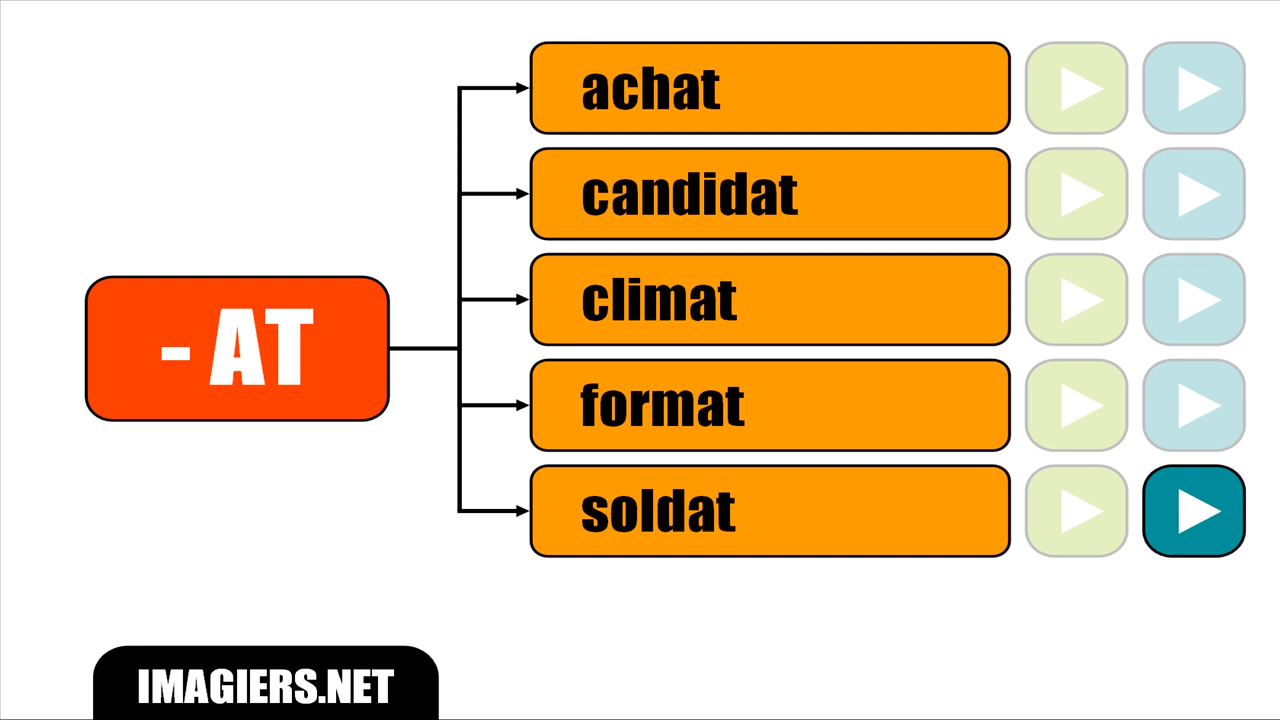 achat
candidat
climat
- AT
format
soldat
IMAGIERS.NET